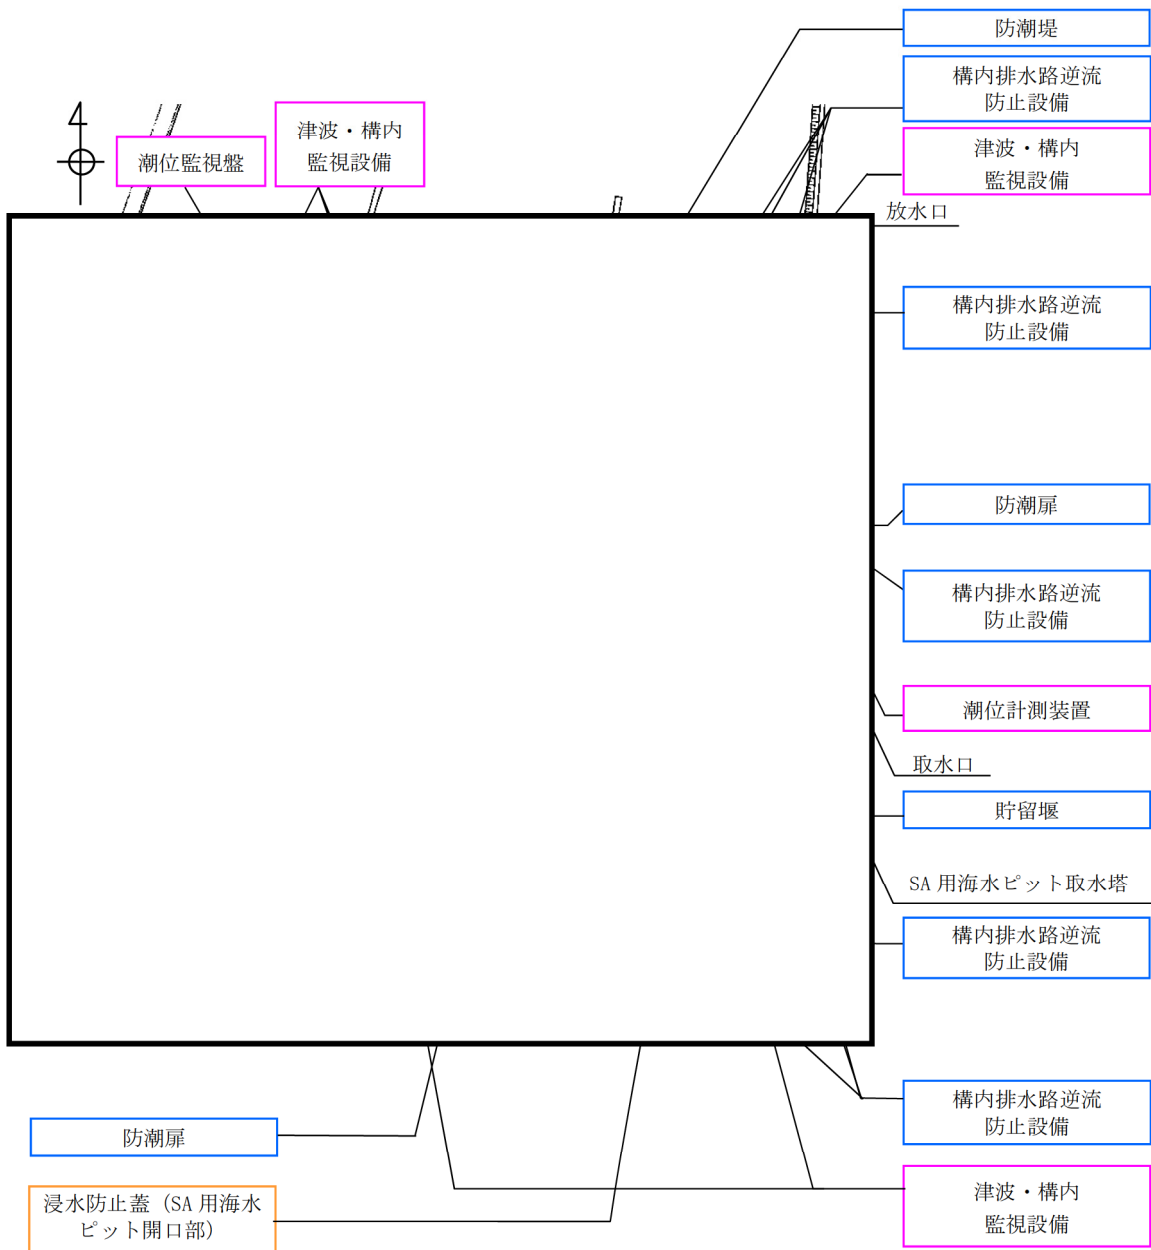 防潮堤
構内排水路逆流
防止設備
津波・構内
監視設備
潮位監視盤
津波・構内
監視設備
放水口
構内排水路逆流
防止設備
防潮扉
構内排水路逆流
防止設備
潮位計測装置
取水口
貯留堰
SA 用海水ピット取水塔
構内排水路逆流
防止設備
構内排水路逆流
防止設備
防潮扉
津波・構内
監視設備
浸水防止蓋（SA 用海水
ピット開口部）